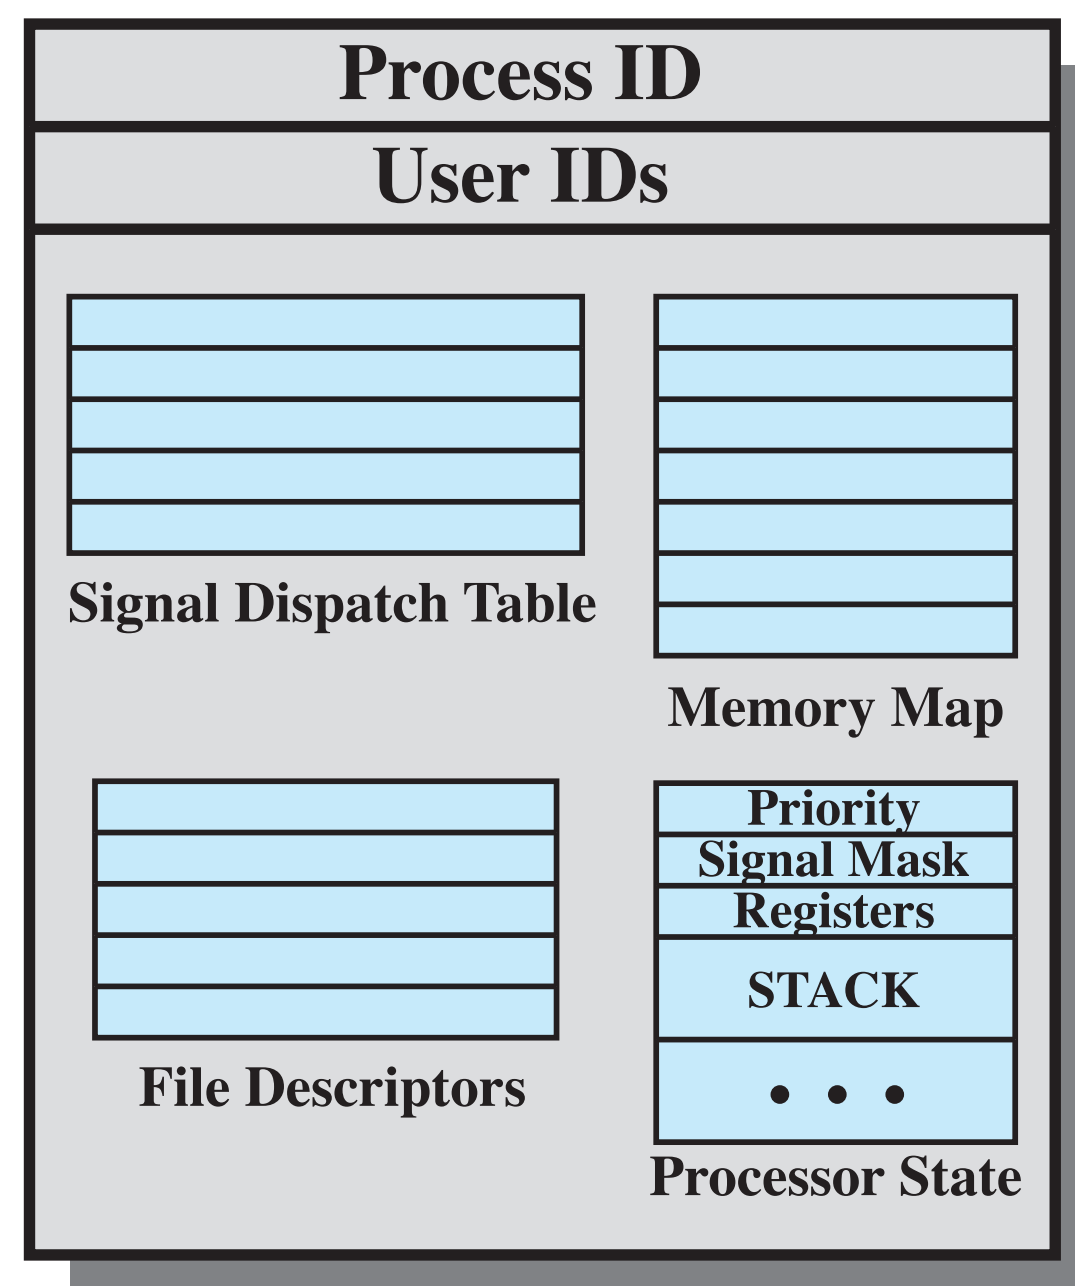 Process ID
User IDs
Signal Dispatch Table
Memory Map
File Descriptors
Priority
Signal Mask
Registers
STACK
• • •
Processor State